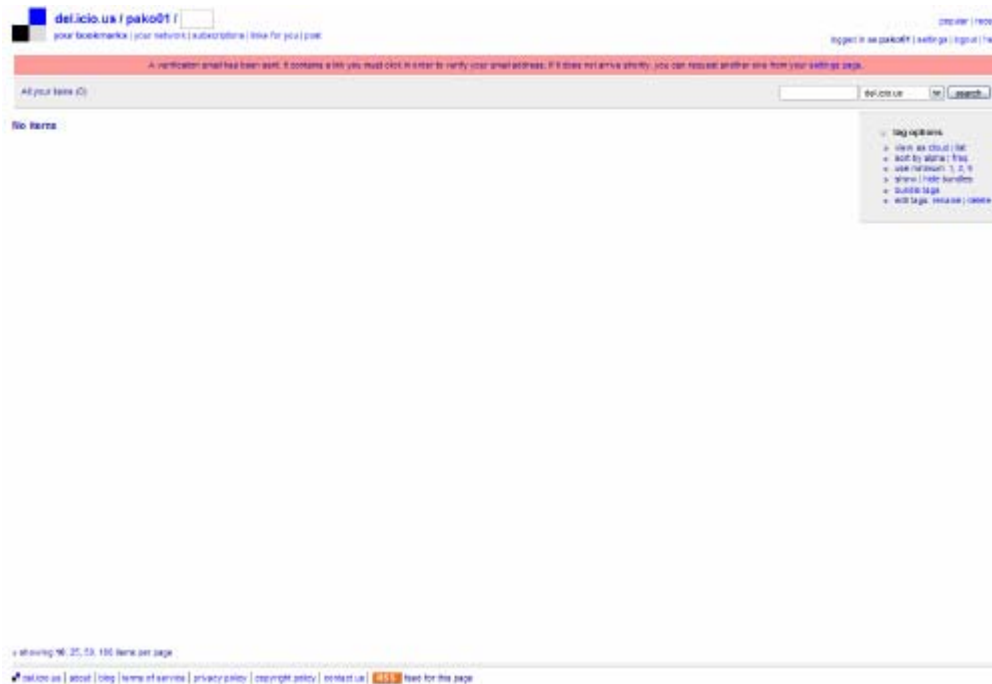 del.icio.us / pako01 /
your bookmarks | your network | subscriptions | links for you | post
popular |
logged in as pako01 | settings | logout |
A verification email has been sent. It contains a link you must click in order to verify your email address. If it does not arrive shortly, you can request another one from your settings page.
All your items (0)
del.icio.us
search
No items
tag options
» view as cloud | list
» sort by alpha | freq
» use minimum: 1, 2, 5
» show | hide bundles
» bundle tags
» edit tags: rename | delete
» showing 10, 25, 50, 100 items per page
del.icio.us | about | blog | terms of service | privacy policy | copyright policy | contact us | RSS feed for this page